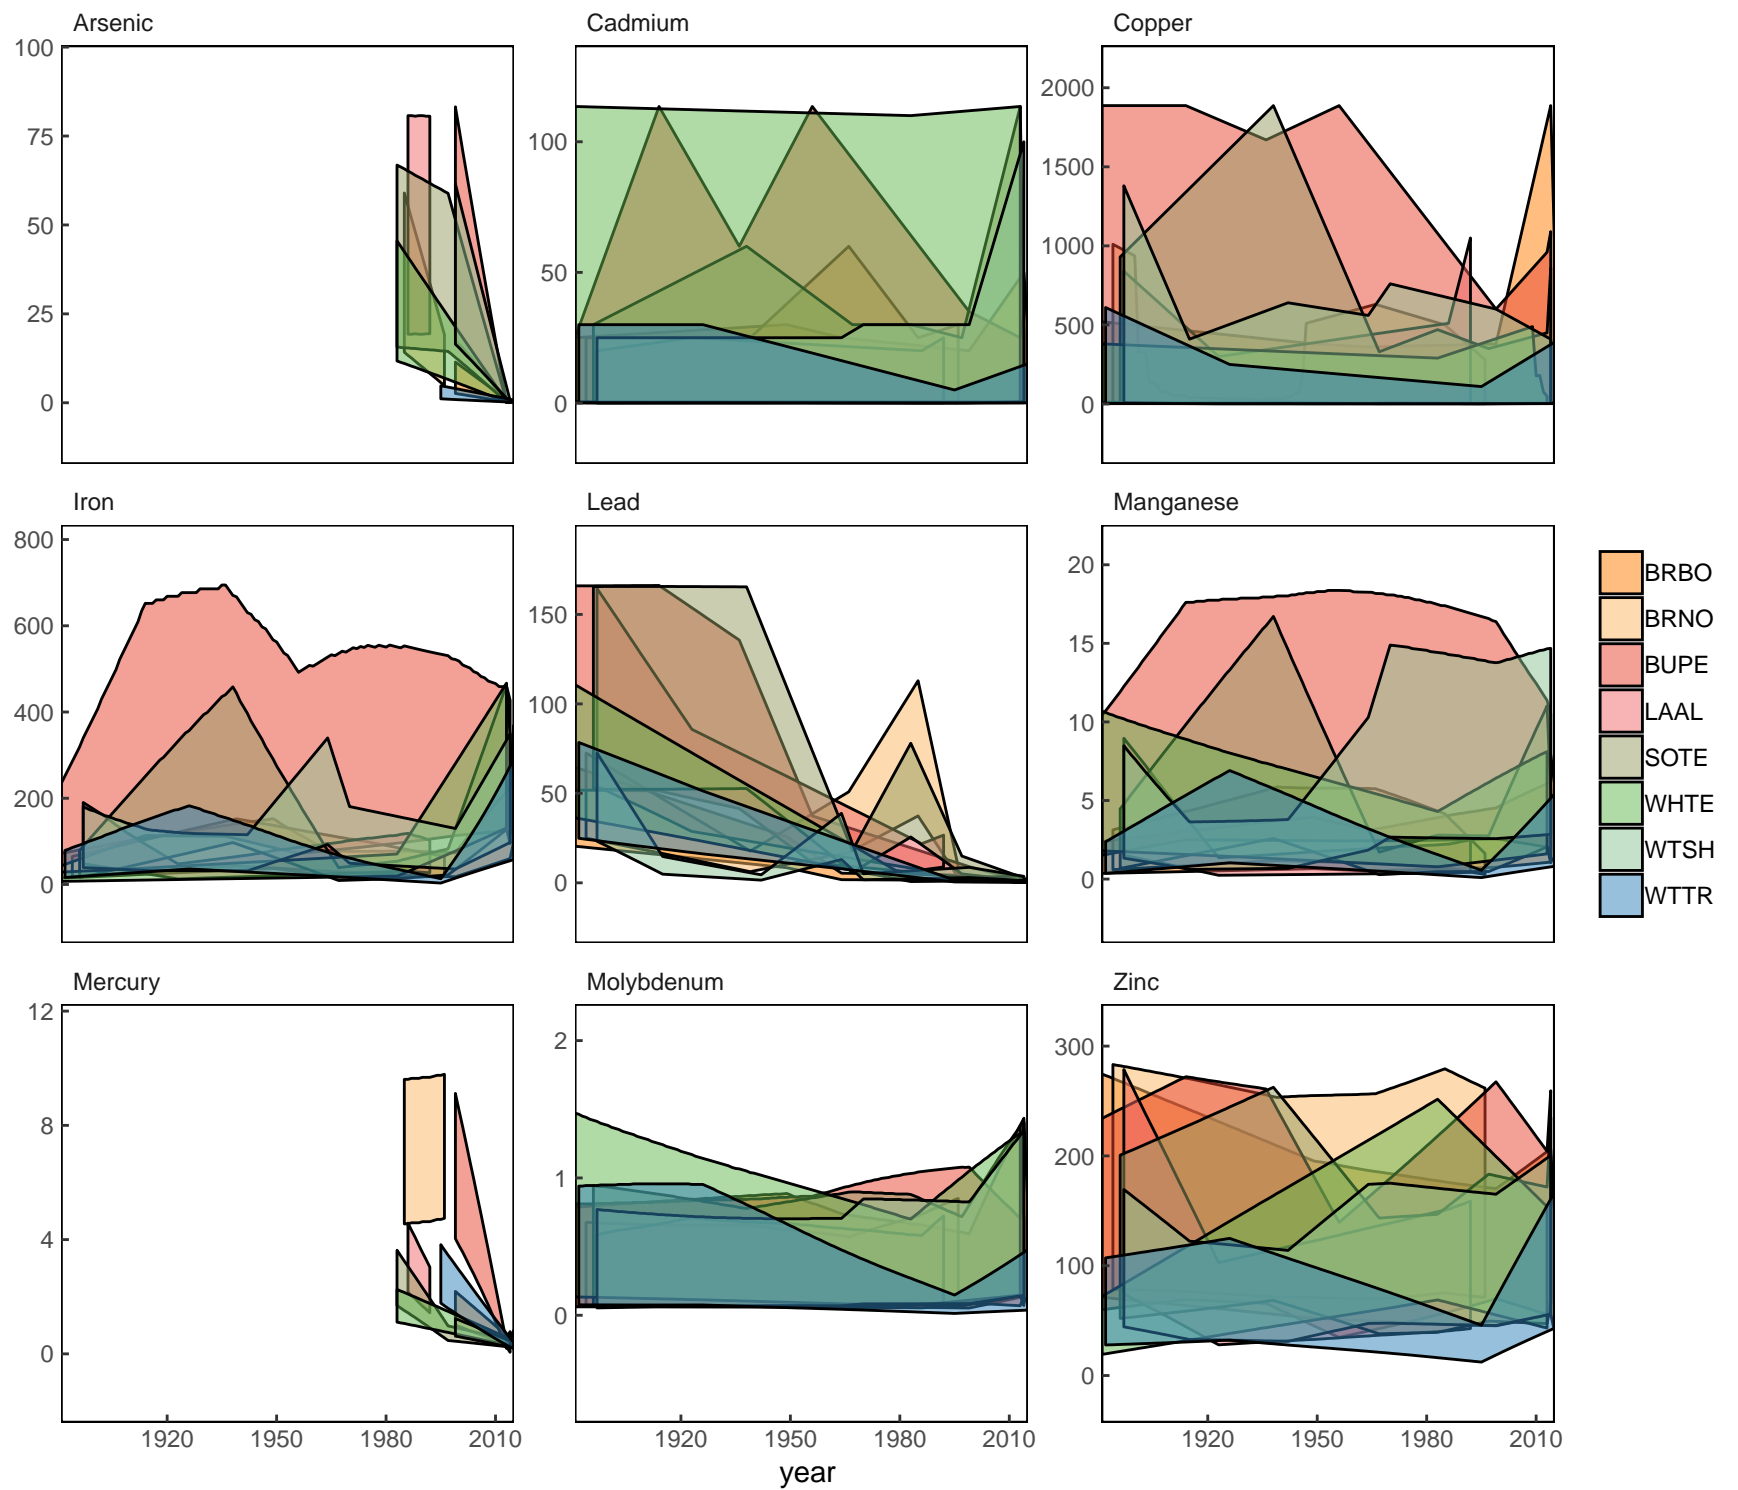 Arsenic Cadmium Copper
100
75
50
25
0
100
50
0
2000
1500
1000
500
0
Iron Lead Manganese
800
600
400
200
0
150
100
50
0
20
15
10
5
0
BRBO
BRNO
BUPE
LAAL
SOTE
WHTE
WTSH
WTTR
Mercury Molybdenum Zinc
12
8
4
0
2
1
0
300
200
100
0
1920 1950 1980 2010 1920 1950 1980 2010 1920 1950 1980 2010
year